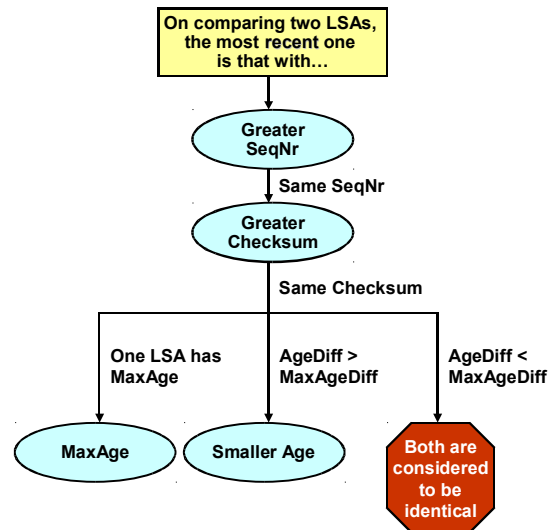 On comparing two LSAs,
the most recent one
is that with…
Greater
SeqNr
Same SeqNr
Greater
Checksum
Same Checksum
One LSA has
MaxAge
AgeDiff >
MaxAgeDiff
AgeDiff <
MaxAgeDiff
MaxAge
Smaller Age
Both are
considered
to be
identical